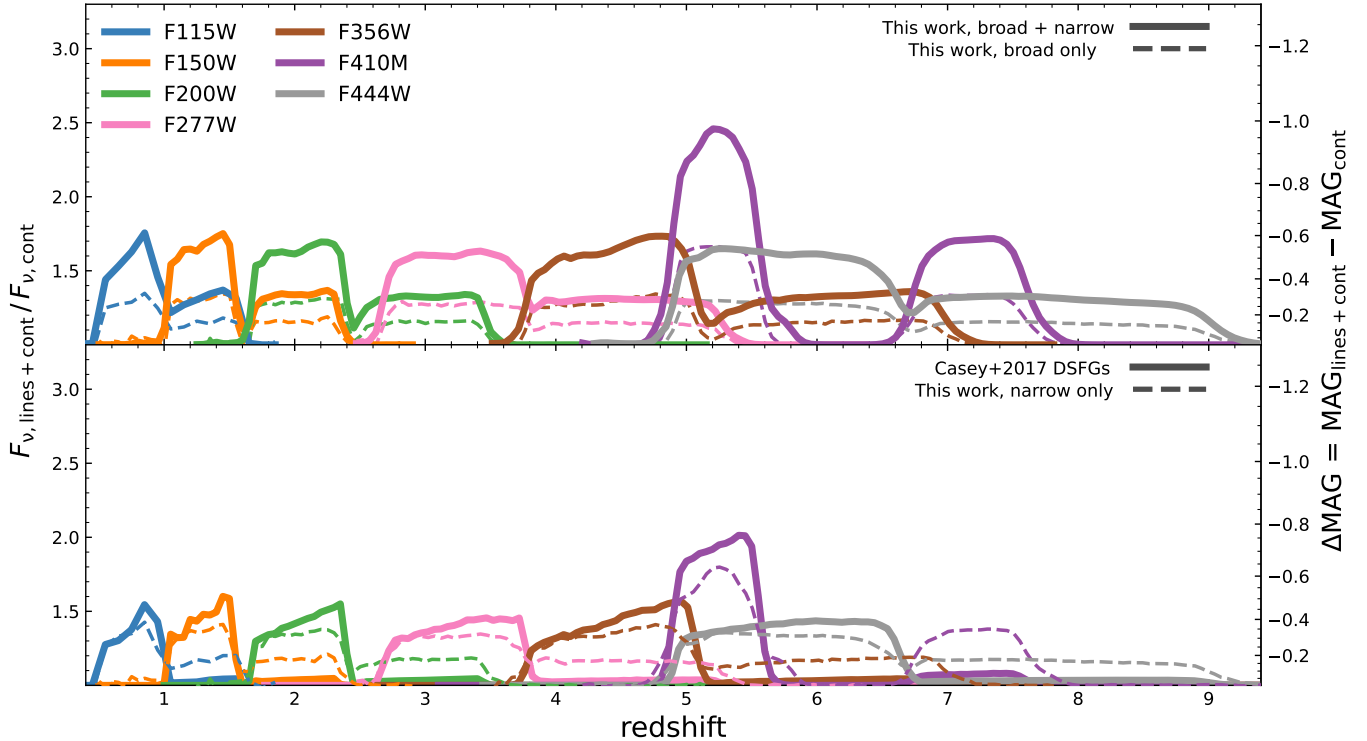 F115W
F150W
F200W
F277W
F356W
F410M
F444W
This work, broad + narrow
This work, broad only
3.0
2.5
2.0
1.5
−1.2
−1.0
−0.8
−0.6
−0.4
−0.2
Casey+2017 DSFGs
This work, narrow only
3.0
2.5
2.0
1.5
−1.2
−1.0
−0.8
−0.6
−0.4
−0.2
1 2 3 4 5 6 7 8 9
redshift
Fν, lines + cont / Fν, cont
ΔMAG = MAGlines + cont − MAGcont